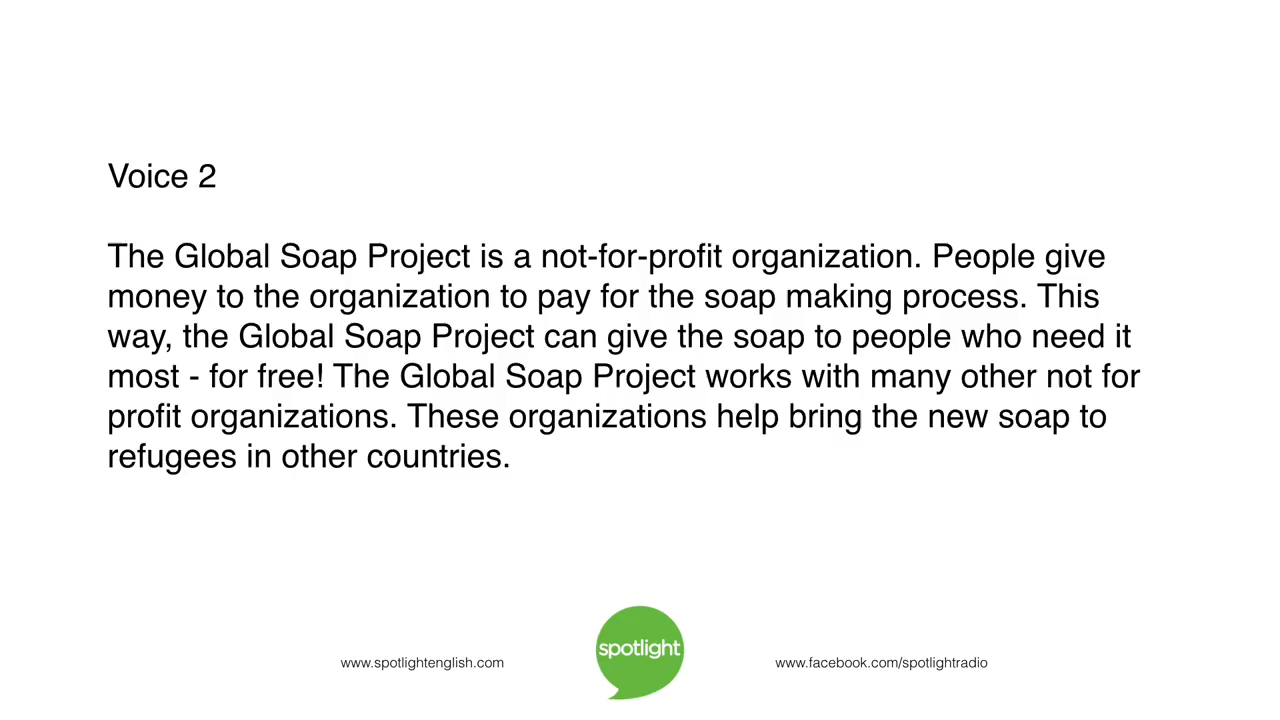 Voice 2
The Global Soap Project is a not-for-profit organization. People give
money to the organization to pay for the soap making process. This
way, the Global Soap Project can give the soap to people who need it
most - for free! The Global Soap Project works with many other not for
profit organizations. These organizations help bring the new soap to
refugees in other countries.
www.spotlightenglish.com
spotlight
www.facebook.com/spotlightradio